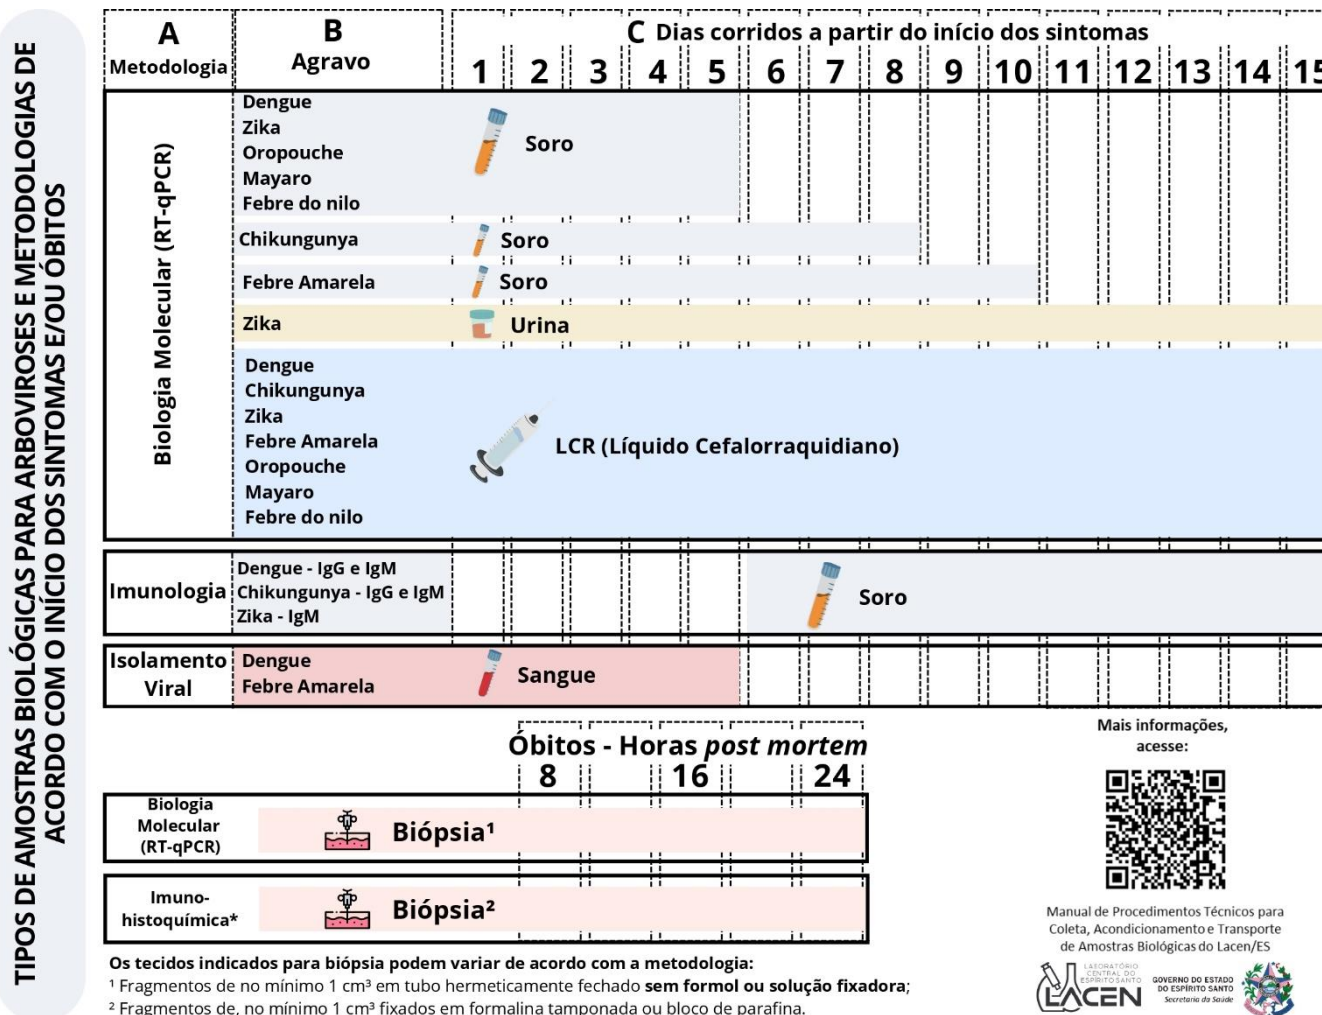 TIPOS DE AMOSTRAS BIOLÓGICAS PARA ARBOVIROSES E METODOLOGIAS DE
ACORDO COM O INÍCIO DOS SINTOMAS E/OU ÓBITOS
A
Metodologia
B
Agravo
C Dias corridos a partir do início dos sintomas
1 2 3 4 5 6 7 8 9 10 11 12 13 14 15
Biologia Molecular (RT-qPCR)
Dengue
Zika
Oropouche
Mayaro
Febre do nilo
Soro
Chikungunya
Soro
Febre Amarela
Soro
Zika
Urina
Dengue
Chikungunya
Zika
Febre Amarela
Oropouche
Mayaro
Febre do nilo
LCR (Líquido Cefalorraquidiano)
Imunologia
Dengue - IgG e IgM
Chikungunya - IgG e IgM
Zika - IgM
Soro
Isolamento
Viral
Dengue
Febre Amarela
Sangue
Óbitos - Horas post mortem
8 16 24
Biologia
Molecular
(RT-qPCR)
Biópsia¹
Imuno-
histoquímica*
Biópsia²
Os tecidos indicados para biópsia podem variar de acordo com a metodologia:
¹ Fragmentos de no mínimo 1 cm³ em tubo hermeticamente fechado sem formol ou solução fixadora;
² Fragmentos de, no mínimo 1 cm³ fixados em formalina tamponada ou bloco de parafina.
Mais informações,
acesse:
Manual de Procedimentos Técnicos para
Coleta, Acondicionamento e Transporte
de Amostras Biológicas do Lacen/ES
LABORATÓRIO
CENTRAL DO
ESPÍRITO SANTO
LACEN
GOVERNO DO ESTADO
DO ESPÍRITO SANTO
Secretaria da Saúde